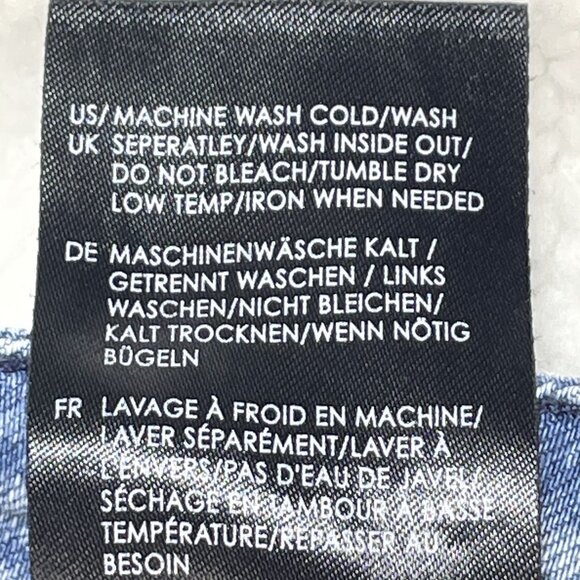 US/ MACHINE WASH COLD/WASH
UK SEPERATLEY/WASH INSIDE OUT/
DO NOT BLEACH/TUMBLE DRY
LOW TEMP/IRON WHEN NEEDED
DE MASCHINENWÄSCHE KALT /
GETRENNT WASCHEN / LINKS
WASCHEN/NICHT BLEICHEN/
KALT TROCKNEN/WENN NÖTIG
BÜGELN
FR LAVAGE À FROID EN MACHINE/
LAVER SÉPARÉMENT/LAVER À
L'ENVERS/PAS D'EAU DE JAVEL/
SÉCHAGE EN TAMBOUR À BASSE
TEMPÉRATURE/REPASSER AU
BESOIN